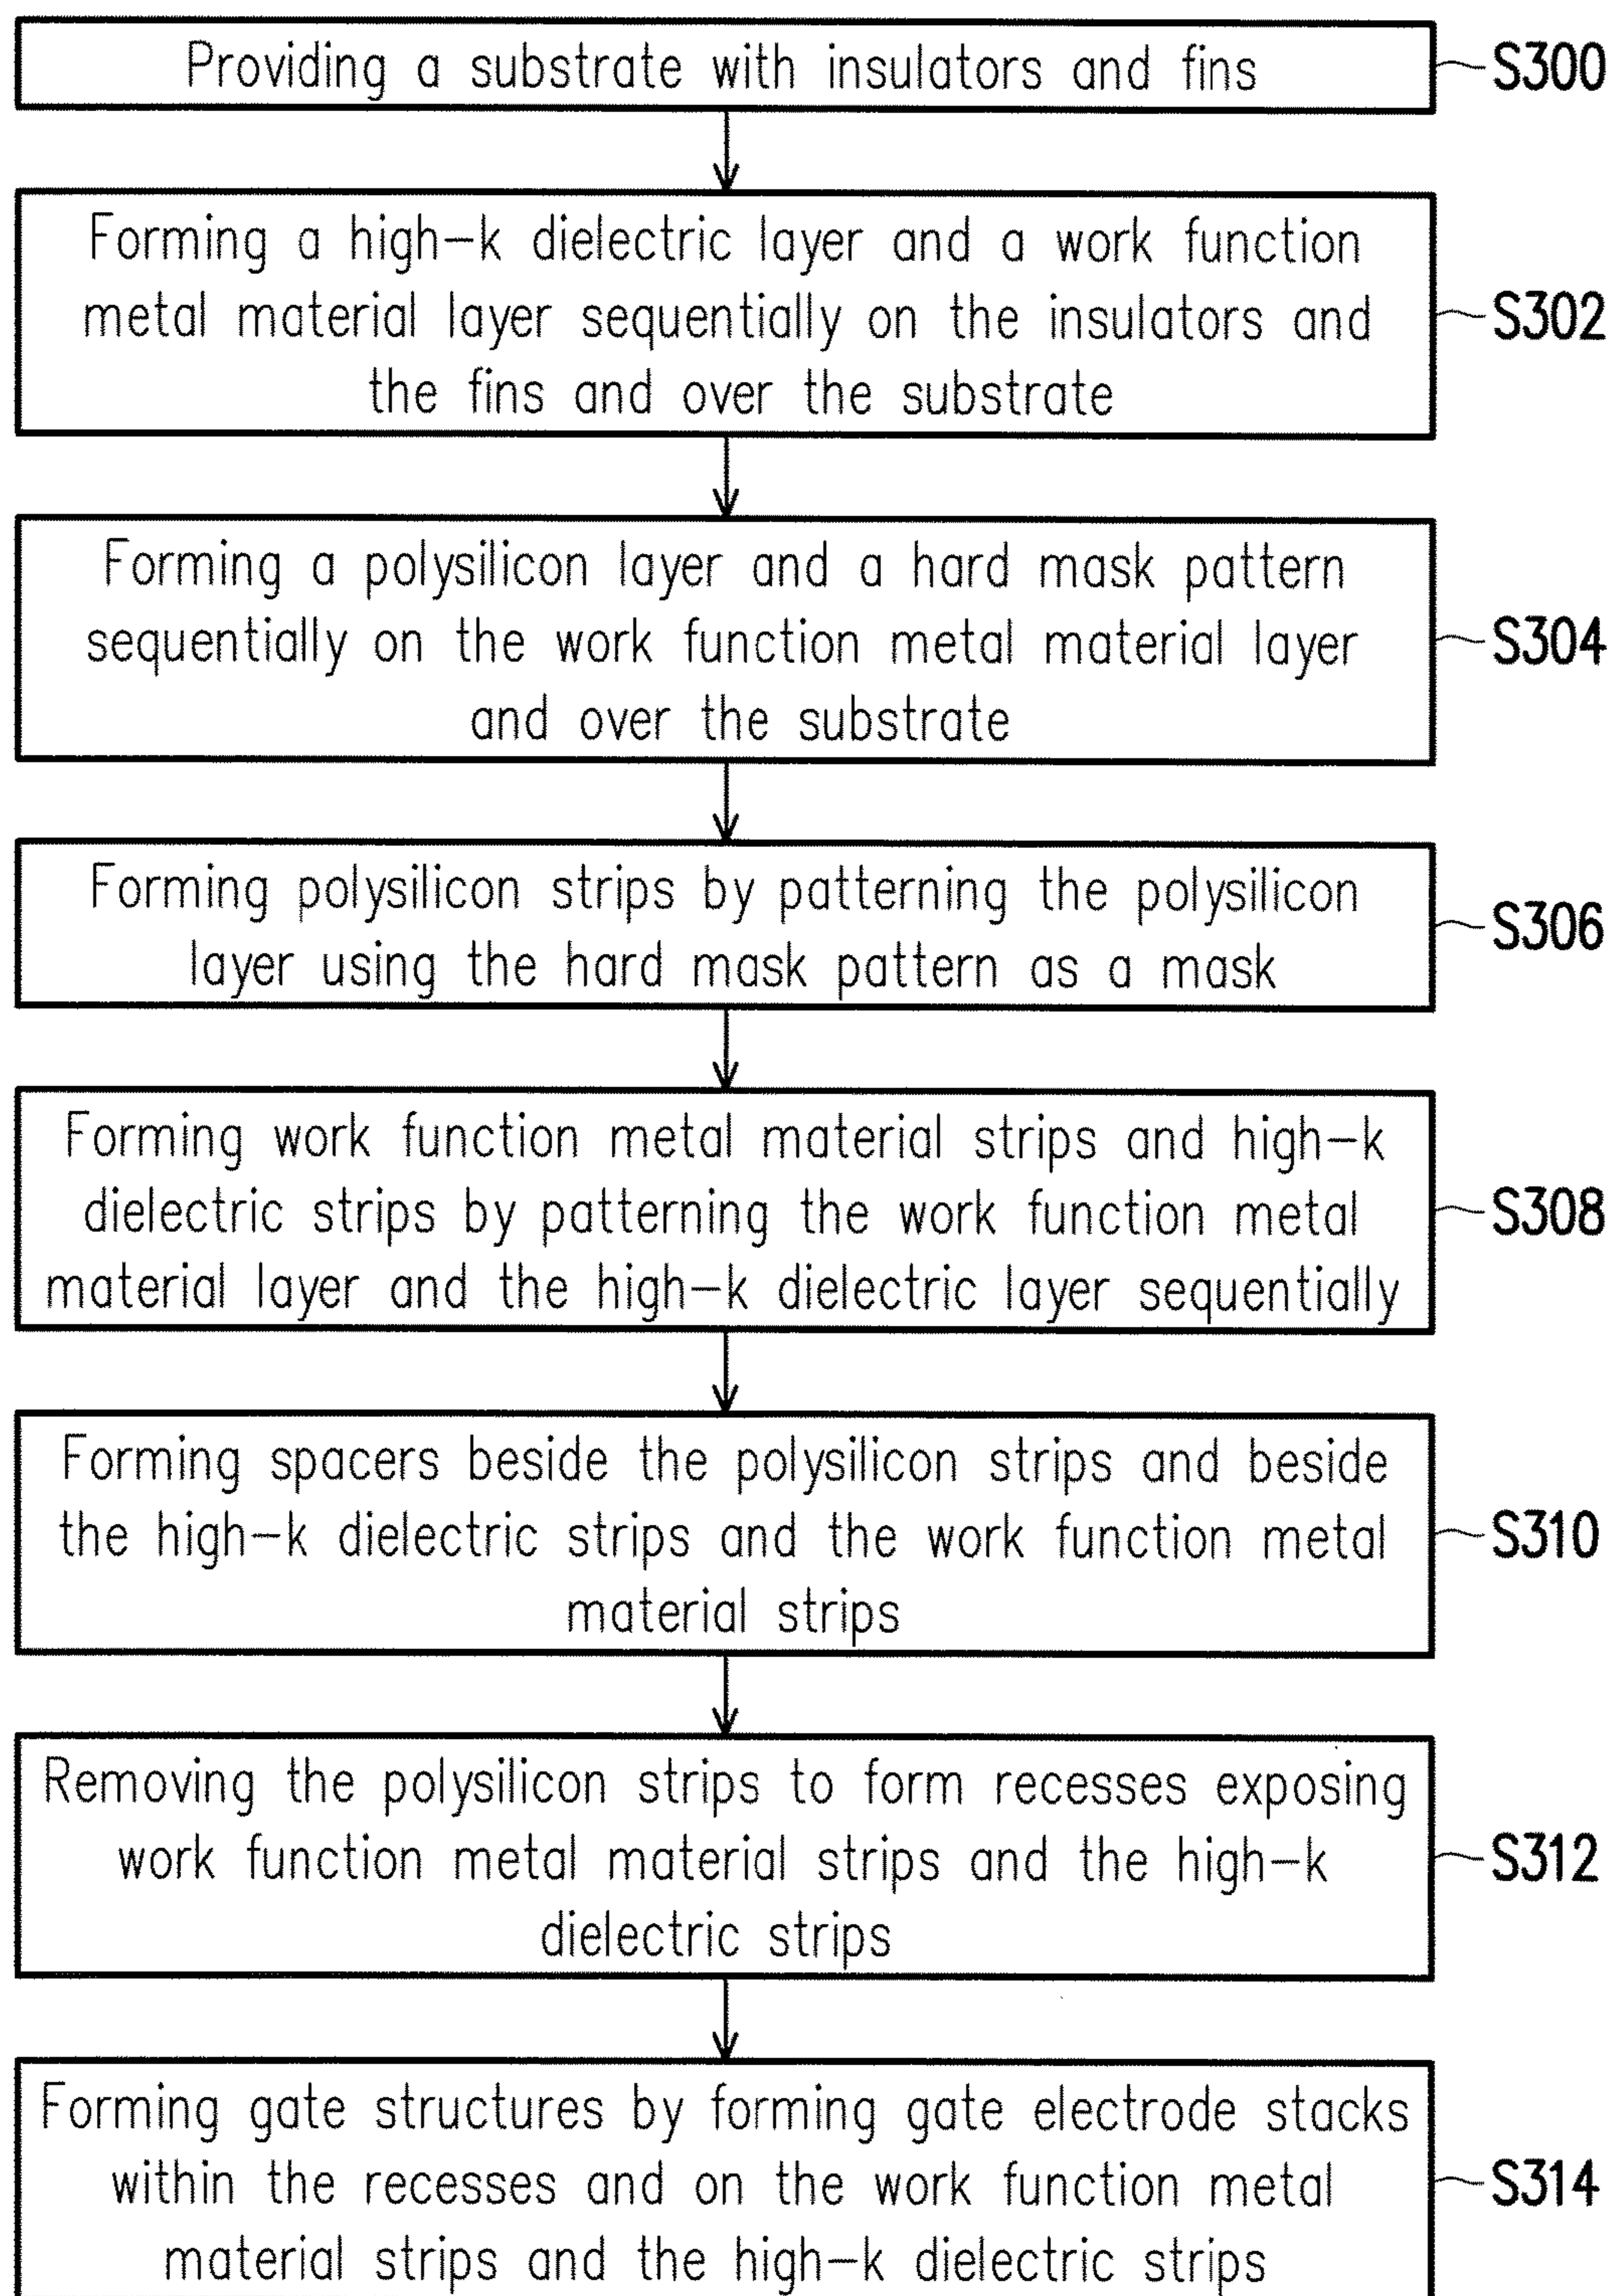 Providing a substrate with insulators and fins
S300
Forming a high-k dielectric layer and a work function
metal material layer sequentially on the insulators and
the fins and over the substrate
S302
Forming a polysilicon layer and a hard mask pattern
sequentially on the work function metal material layer
and over the substrate
S304
Forming polysilicon strips by patterning the polysilicon
layer using the hard mask pattern as a mask
S306
Forming work function metal material strips and high-k
dielectric strips by patterning the work function metal
material layer and the high-k dielectric layer sequentially
S308
Forming spacers beside the polysilicon strips and beside
the high-k dielectric strips and the work function metal
material strips
S310
Removing the polysilicon strips to form recesses exposing
work function metal material strips and the high-k
dielectric strips
S312
Forming gate structures by forming gate electrode stacks
within the recesses and on the work function metal
material strips and the high-k dielectric strips
S314